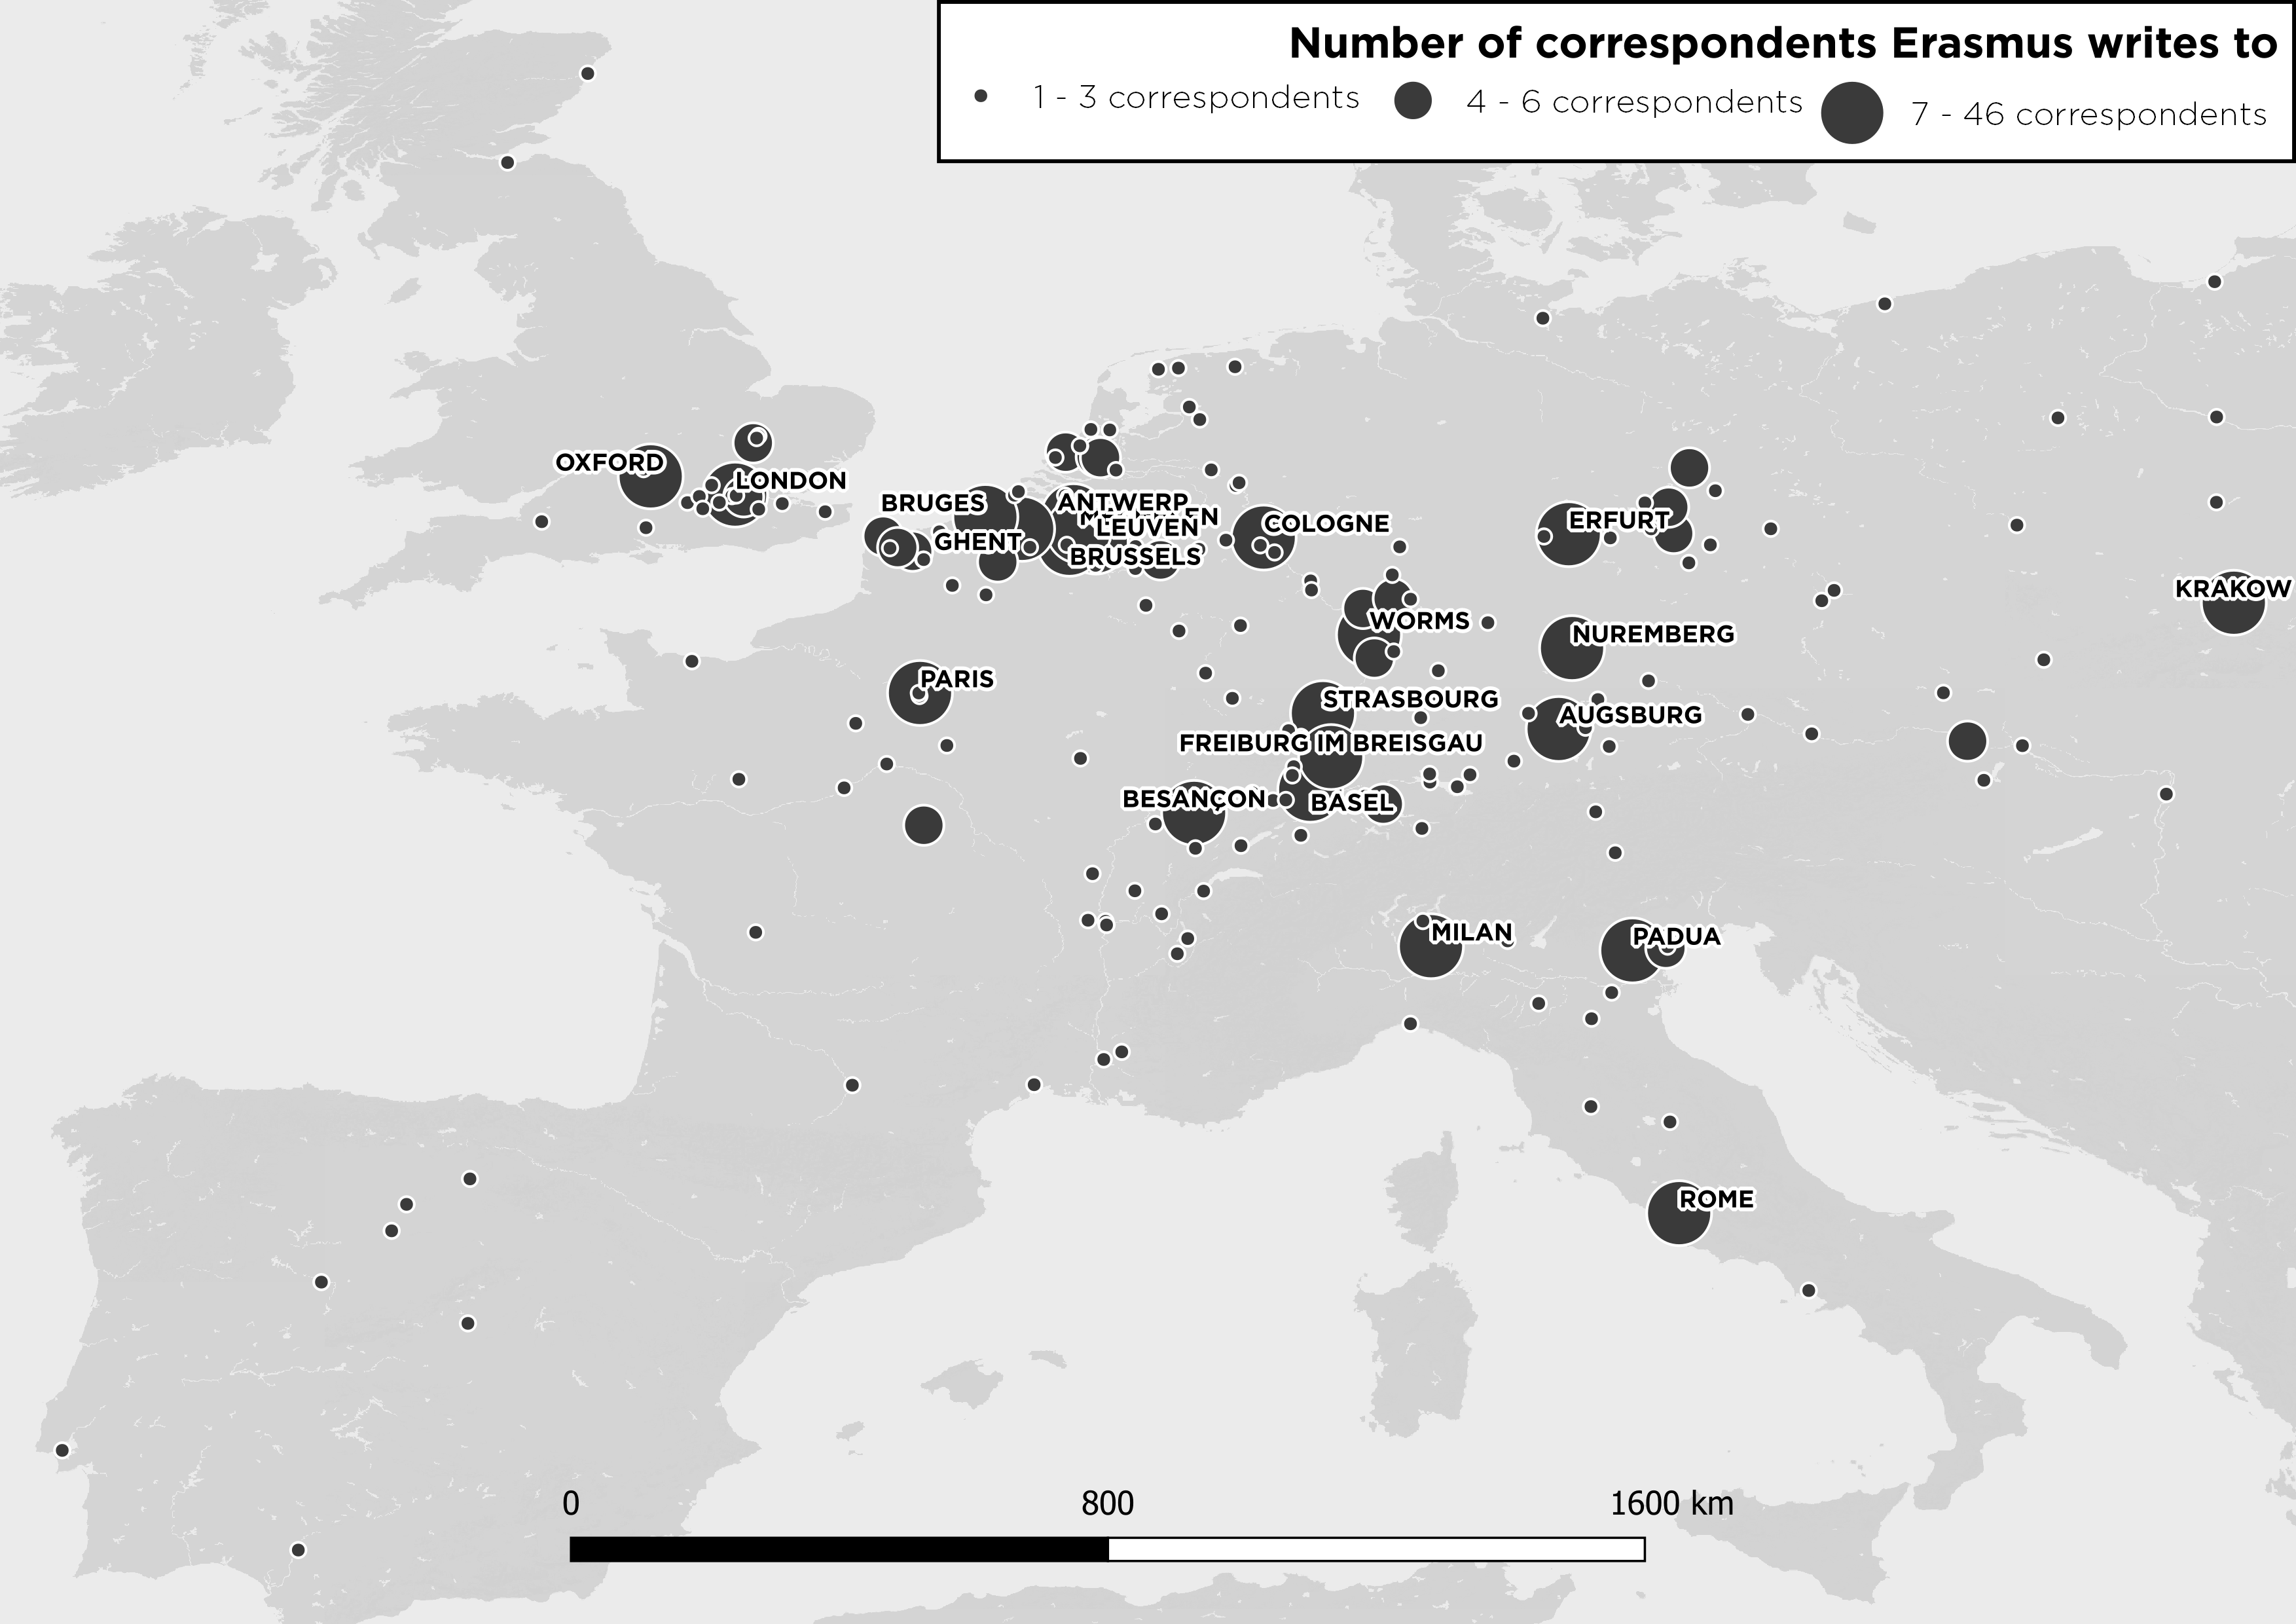 Number of correspondents Erasmus writes to
1 - 3 correspondents 4 - 6 correspondents 7 - 46 correspondents
OXFORD
LONDON
BRUGES
ANTWERP
LEUVEN
GHENT
BRUSSELS
COLOGNE
ERFURT
KRAKOW
WORMS
NUREMBERG
PARIS
STRASBOURG
AUGSBURG
FREIBURG IM BREISGAU
BESANÇON
BASEL
MILAN
PADUA
ROME
0 800 1600 km